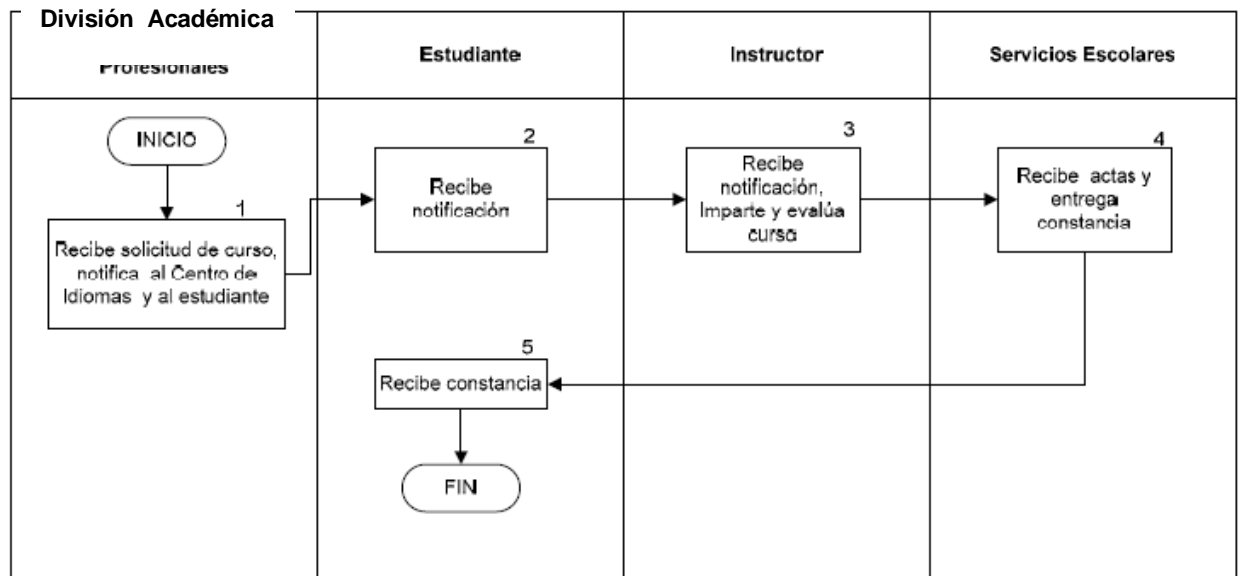 División Académica
Profesionales
Estudiante
Instructor
Servicios Escolares
INICIO
1
Recibe solicitud de curso,
notifica al Centro de
Idiomas y al estudiante
2
Recibe
notificación
3
Recibe
notificación,
Imparte y evalúa
curso
4
Recibe actas y
entrega
constancia
5
Recibe constancia
FIN